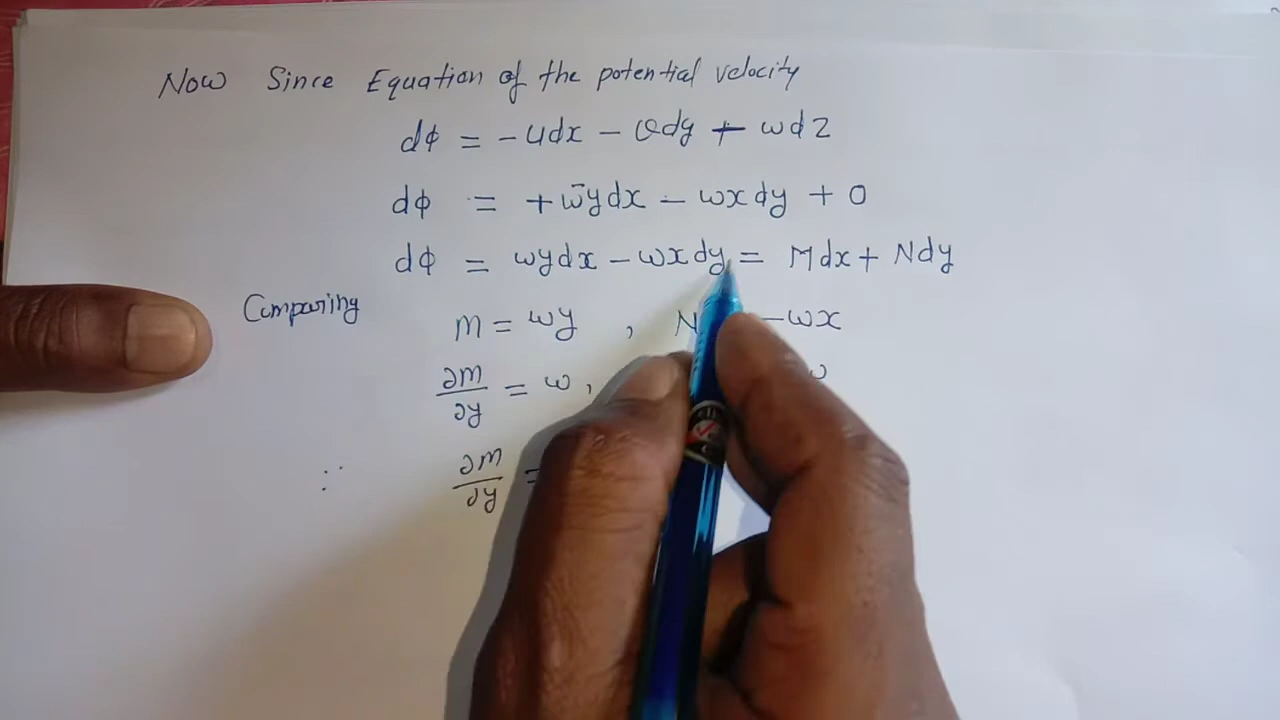 Now Since Equation of the potential velocity
dϕ = -udx - vdy + wdz
dϕ = +ωydx - ωxdy + 0
dϕ = ωydx - ωxdy = Mdx + Ndy
Comparing M = ωy , N -ωx
∂M/∂y = ω , ω
∴ ∂M/∂y =